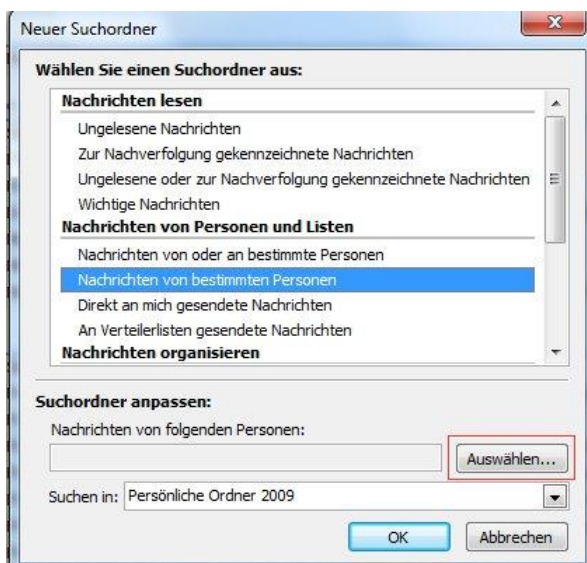 Neuer Suchordner
Wählen Sie einen Suchordner aus:
Nachrichten lesen
Ungelesene Nachrichten
Zur Nachverfolgung gekennzeichnete Nachrichten
Ungelesene oder zur Nachverfolgung gekennzeichnete Nachrichten
Wichtige Nachrichten
Nachrichten von Personen und Listen
Nachrichten von oder an bestimmte Personen
Nachrichten von bestimmten Personen
Direkt an mich gesendete Nachrichten
An Verteilerlisten gesendete Nachrichten
Nachrichten organisieren
Suchordner anpassen:
Nachrichten von folgenden Personen:
Auswählen...
Suchen in: Persönliche Ordner 2009
OK Abbrechen